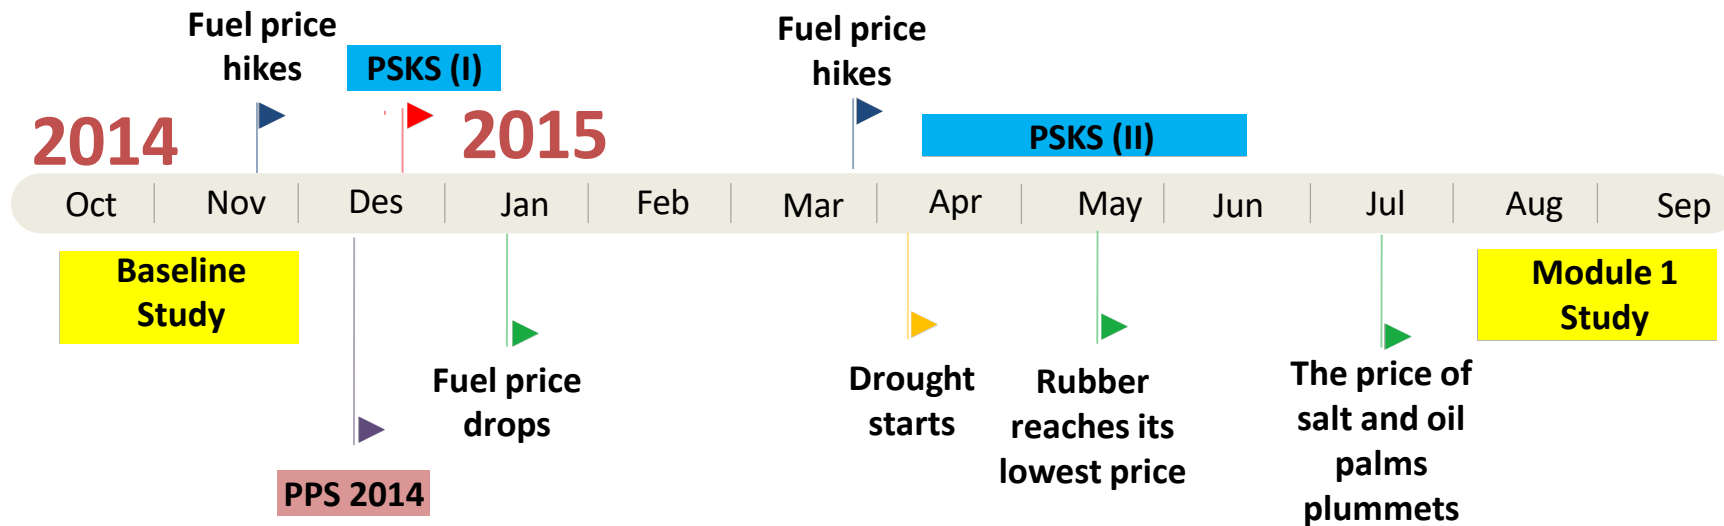 Fuel price
hikes
PSKS (I)
Fuel price
hikes
2014
2015
PSKS (II)
Oct
Nov
Des
Jan
Feb
Mar
Apr
May
Jun
Jul
Aug
Sep
Baseline
Study
Module 1
Study
Fuel price
drops
Drought
starts
Rubber
reaches its
lowest price
The price of
salt and oil
palms
plummets
PPS 2014